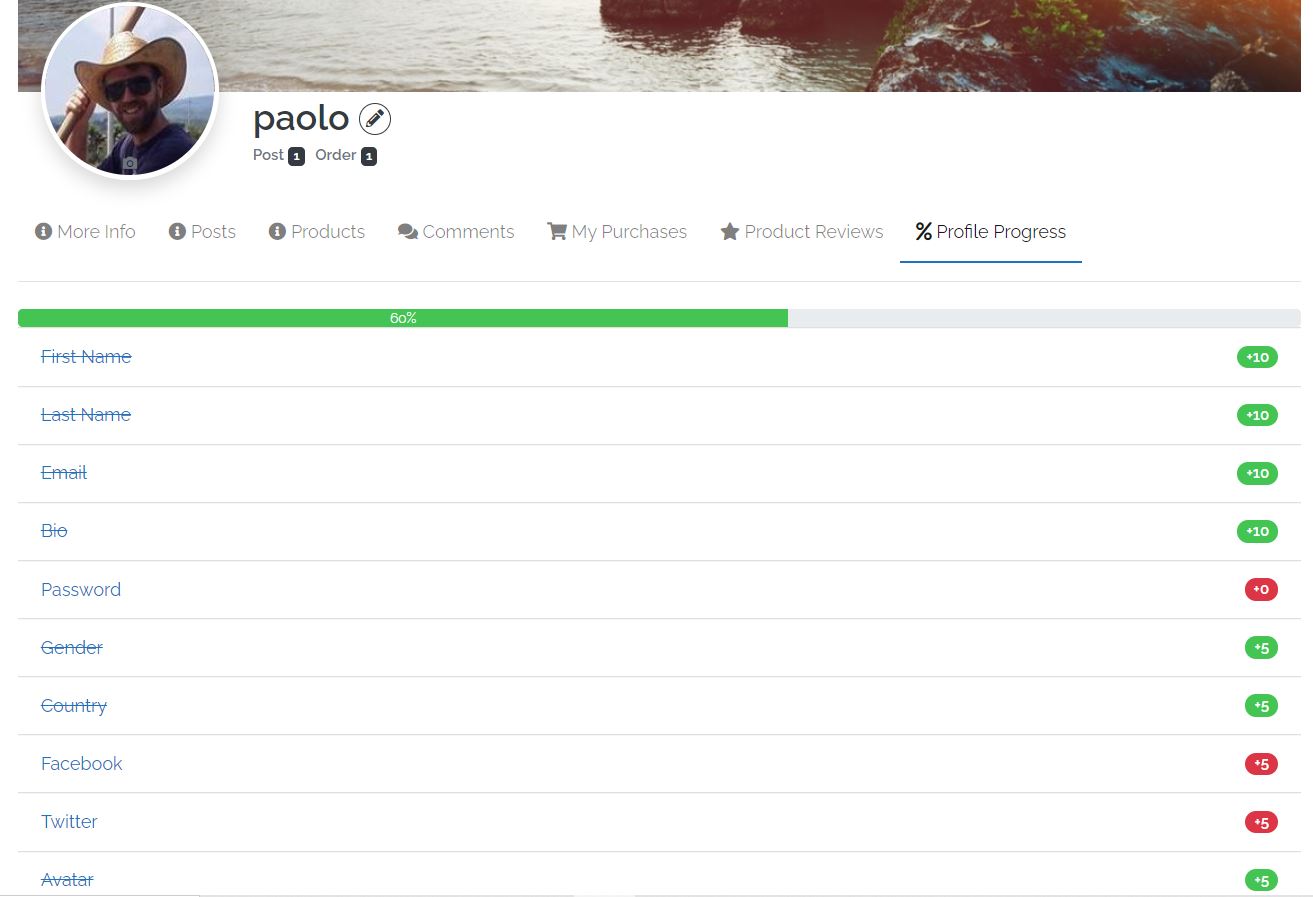 paolo
Post 1 Order 1
More Info Posts Products Comments My Purchases Product Reviews Profile Progress
60%
First Name +10
Last Name +10
Email +10
Bio +10
Password +0
Gender +5
Country +5
Facebook +5
Twitter +5
Avatar +5